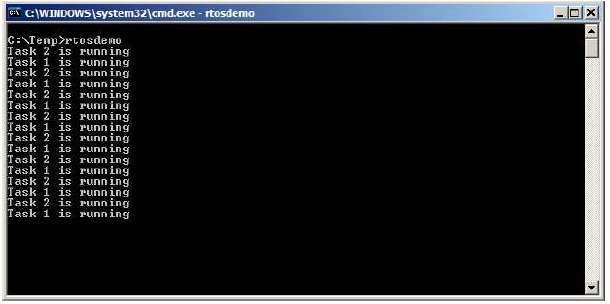 C:\WINDOWS\system32\cmd.exe - rtosdemo
C:\Temp>rtosdemo
Task 2 is running
Task 1 is running
Task 2 is running
Task 1 is running
Task 2 is running
Task 1 is running
Task 2 is running
Task 1 is running
Task 2 is running
Task 1 is running
Task 2 is running
Task 1 is running
Task 2 is running
Task 1 is running
Task 2 is running
Task 1 is running